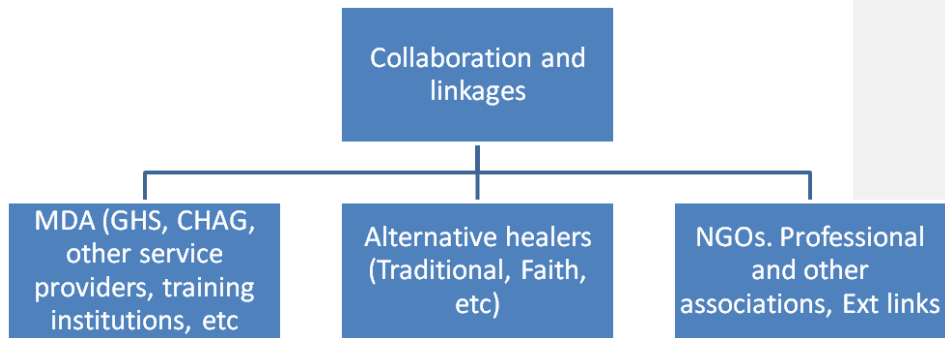 Collaboration and
linkages
MDA (GHS, CHAG,
other service
providers, training
institutions, etc
Alternative healers
(Traditional, Faith,
etc)
NGOs. Professional
and other
associations, Ext links